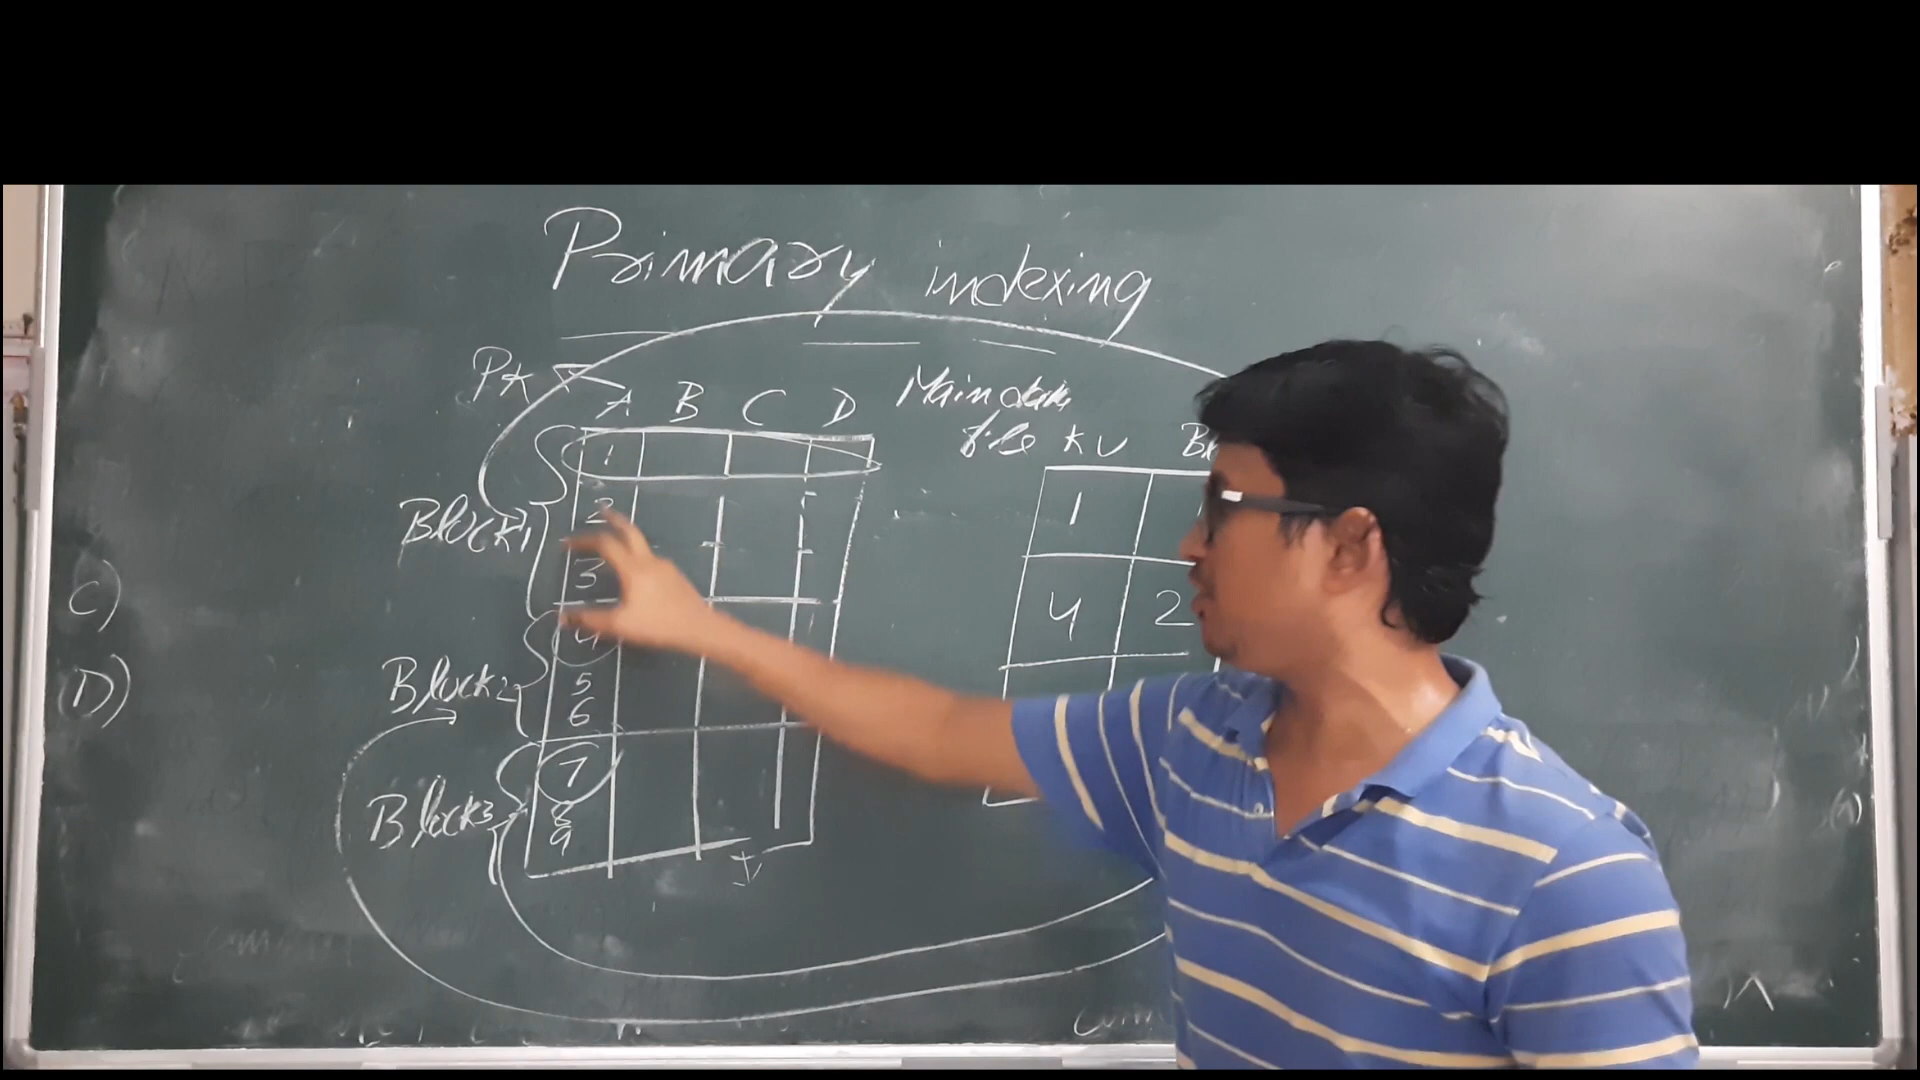 Primary indexing
PK
A B C D
Main data
file
KV
1
2
3
4
5
6
7
8
9
Block1
Block2
Block3
1
4 2
C)
D)